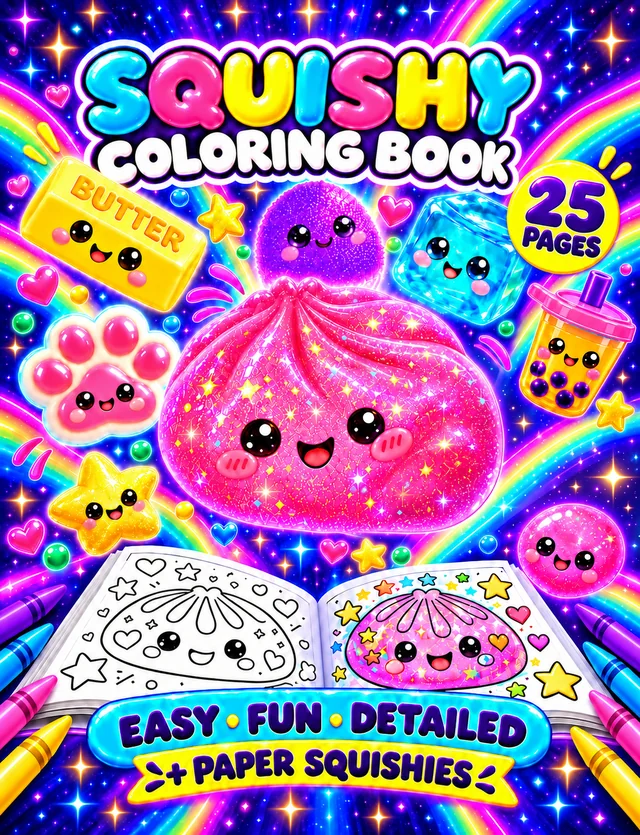 SQUISHY
COLORING BOOK
BUTTER
25
PAGES
EASY • FUN • DETAILED
+ PAPER SQUISHIES